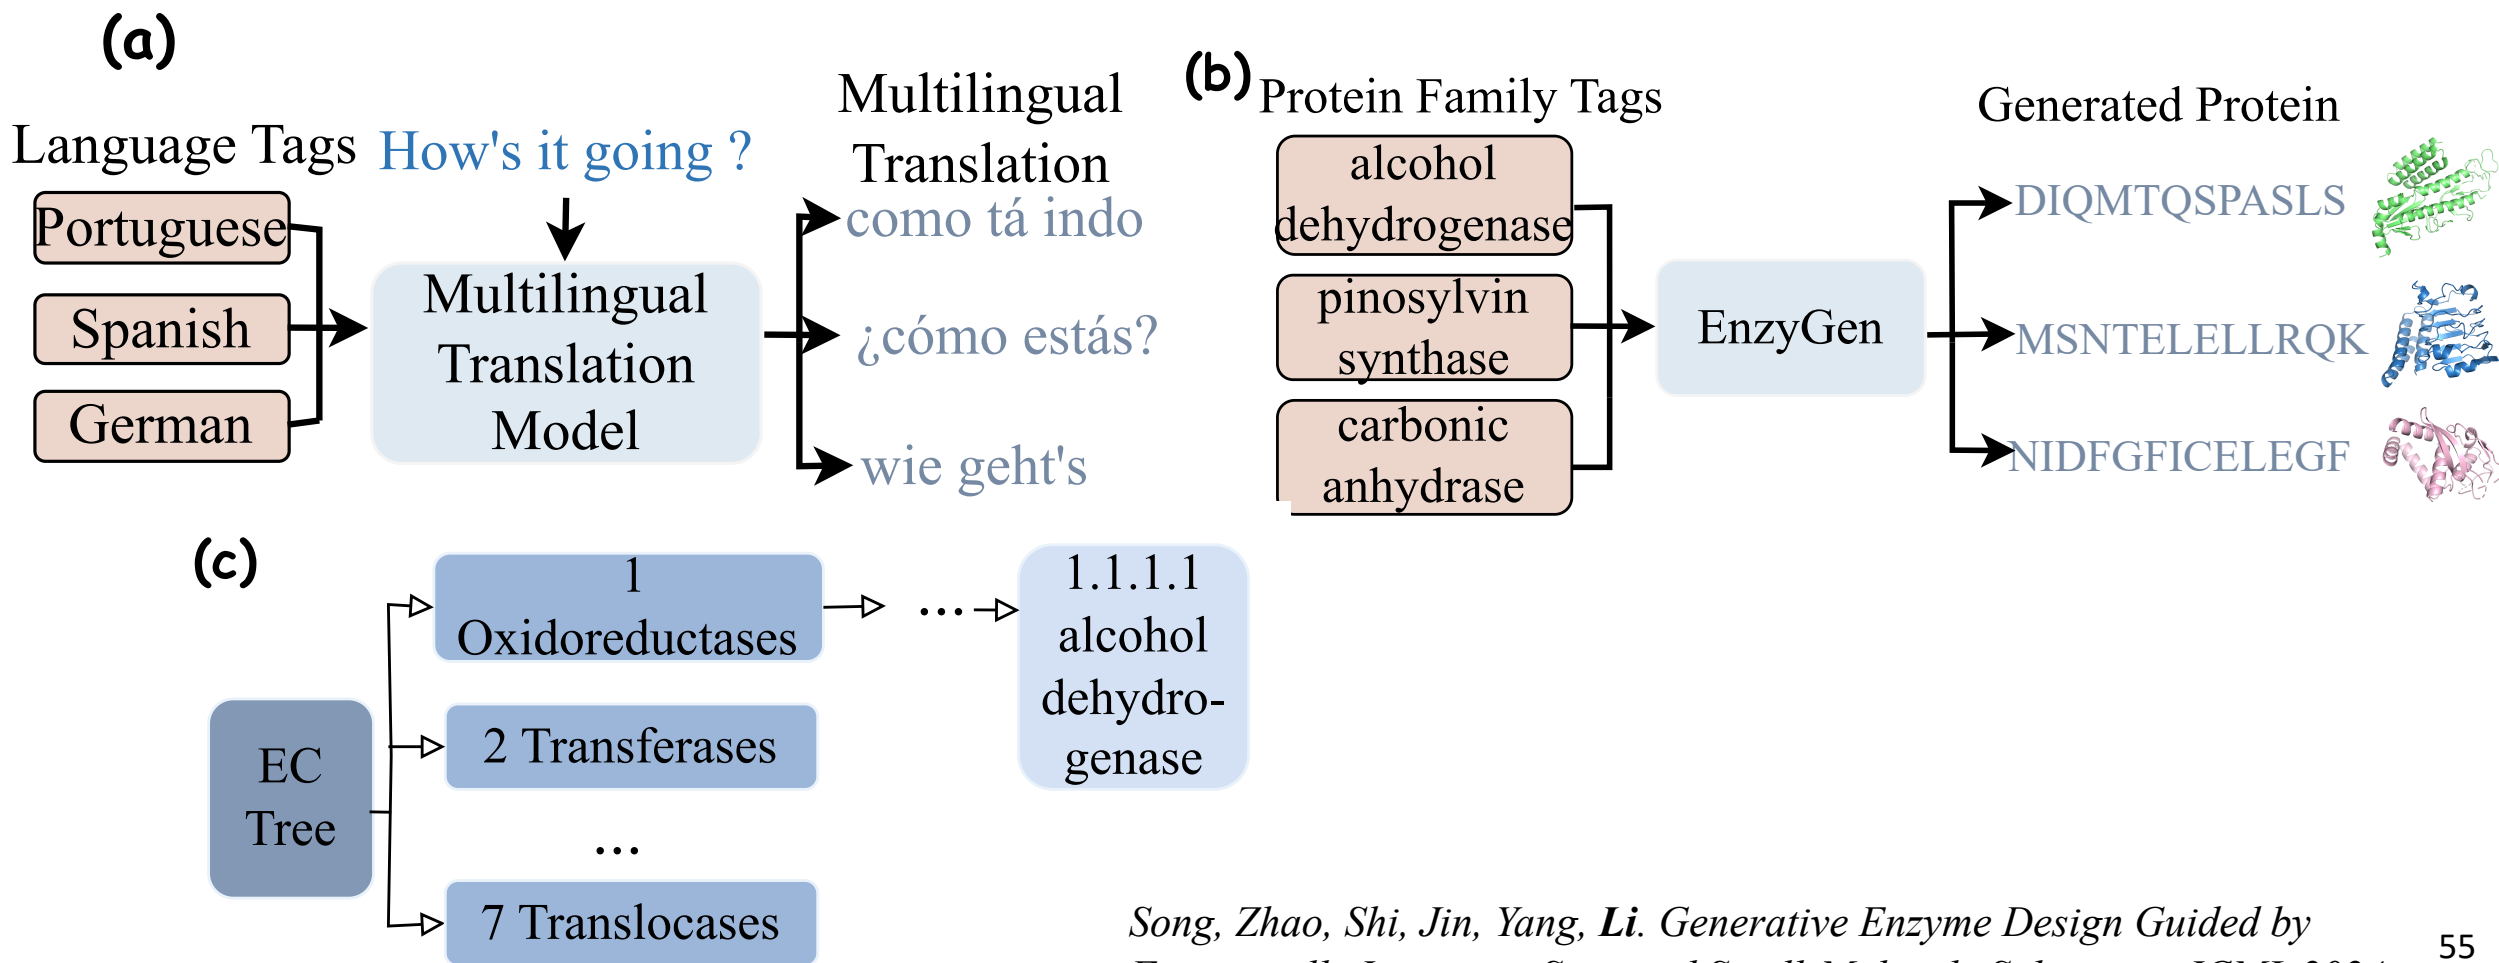 (a)
Language Tags
Portuguese
Spanish
German
How's it going ?
Multilingual
Translation
Model
Multilingual
Translation
como tá indo
¿cómo estás?
wie geht's
(b)
Protein Family Tags
alcohol
dehydrogenase
pinosylvin
synthase
carbonic
anhydrase
EnzyGen
Generated Protein
DIQMTQSPASLS
MSNTELELLRQK
NIDFGFICELEGF
(c)
EC
Tree
1
Oxidoreductases
2 Transferases
...
7 Translocases
...
1.1.1.1
alcohol
dehydro-
genase
Song, Zhao, Shi, Jin, Yang, Li. Generative Enzyme Design Guided by
55